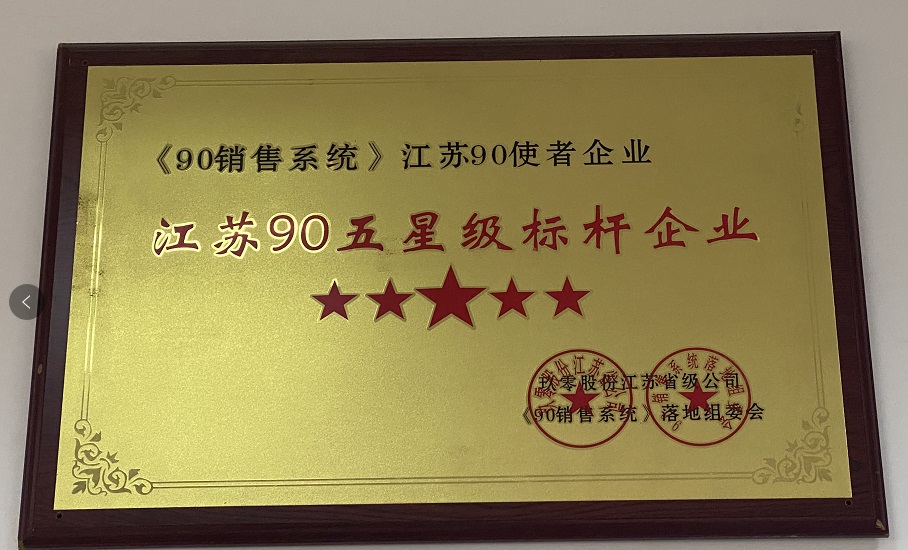 《90销售系统》江苏90使者企业
江苏90五星级标杆企业
玖零股份江苏省级公司
《90销售系统》落地组委会